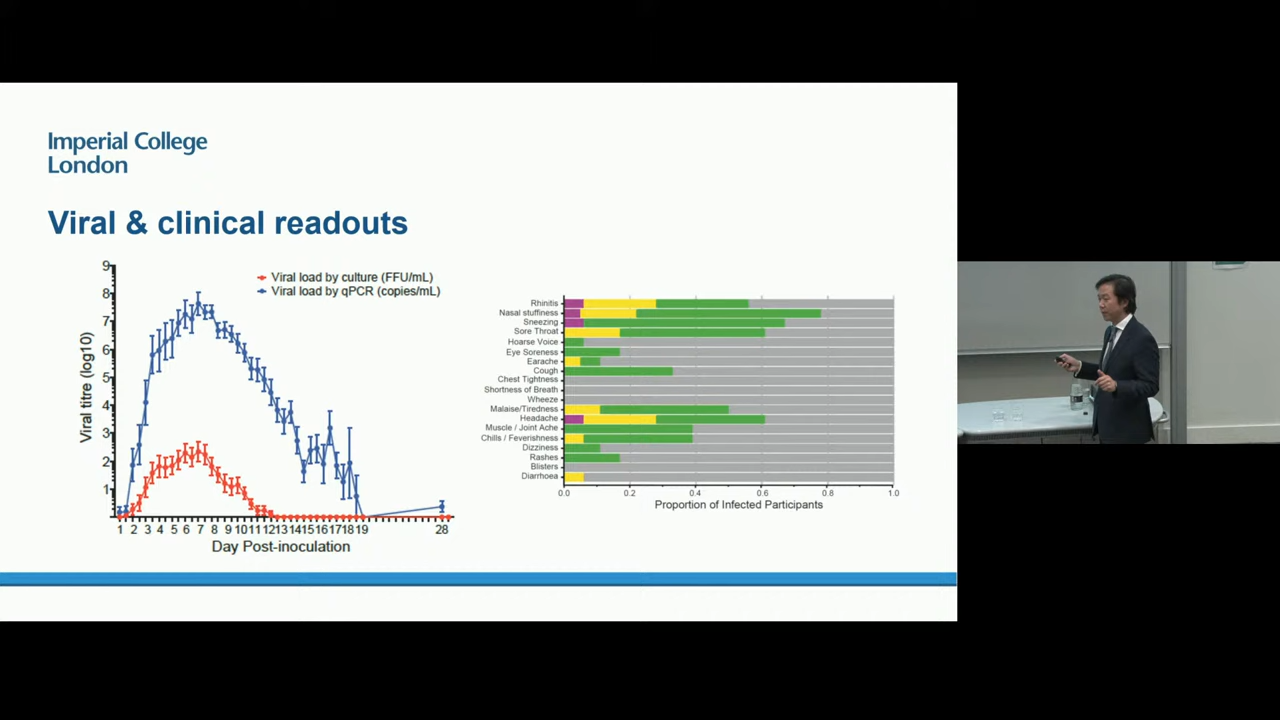 Imperial College
London
Viral & clinical readouts
9
8
7
6
5
4
3
2
1
Viral titre (log10)
Viral load by culture (FFU/mL)
Viral load by qPCR (copies/mL)
1 2 3 4 5 6 7 8 9 10 11 12 13 14 15 16 17 18 19 28
Day Post-inoculation
Rhinitis
Nasal stuffiness
Sneezing
Sore Throat
Hoarse Voice
Eye Soreness
Earache
Cough
Chest Tightness
Shortness of Breath
Wheeze
Malaise/Tiredness
Headache
Muscle / Joint Ache
Chills / Feverishness
Dizziness
Rashes
Blisters
Diarrhoea
0.0 0.2 0.4 0.6 0.8 1.0
Proportion of Infected Participants